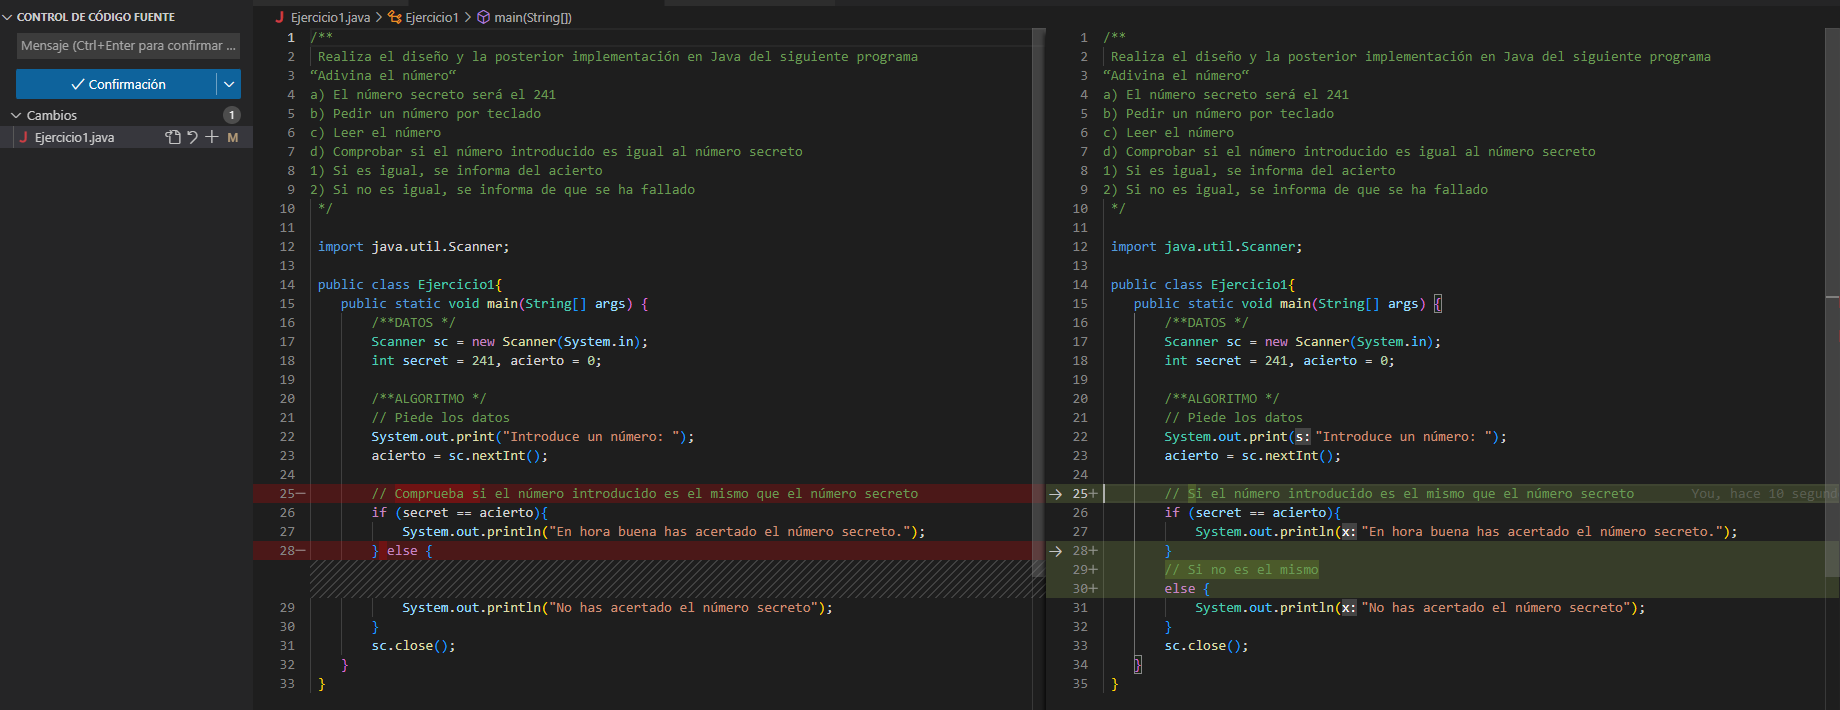 CONTROL DE CÓDIGO FUENTE
Mensaje (Ctrl+Enter para confirmar ...
Confirmación
Cambios 1
J Ejercicio1.java M
J Ejercicio1.java > Ejercicio1 > main(String[])
1 /**
2 Realiza el diseño y la posterior implementación en Java del siguiente programa
3 “Adivina el número“
4 a) El número secreto será el 241
5 b) Pedir un número por teclado
6 c) Leer el número
7 d) Comprobar si el número introducido es igual al número secreto
8 1) Si es igual, se informa del acierto
9 2) Si no es igual, se informa de que se ha fallado
10 */
11
12 import java.util.Scanner;
13
14 public class Ejercicio1{
15 public static void main(String[] args) {
16 /**DATOS */
17 Scanner sc = new Scanner(System.in);
18 int secret = 241, acierto = 0;
19
20 /**ALGORITMO */
21 // Piede los datos
22 System.out.print("Introduce un número: ");
23 acierto = sc.nextInt();
24
25− // Comprueba si el número introducido es el mismo que el número secreto
26 if (secret == acierto){
27 System.out.println("En hora buena has acertado el número secreto.");
28− } else {
29 System.out.println("No has acertado el número secreto");
30 }
31 sc.close();
32 }
33 }
1 /**
2 Realiza el diseño y la posterior implementación en Java del siguiente programa
3 “Adivina el número“
4 a) El número secreto será el 241
5 b) Pedir un número por teclado
6 c) Leer el número
7 d) Comprobar si el número introducido es igual al número secreto
8 1) Si es igual, se informa del acierto
9 2) Si no es igual, se informa de que se ha fallado
10 */
11
12 import java.util.Scanner;
13
14 public class Ejercicio1{
15 public static void main(String[] args) {
16 /**DATOS */
17 Scanner sc = new Scanner(System.in);
18 int secret = 241, acierto = 0;
19
20 /**ALGORITMO */
21 // Piede los datos
22 System.out.print(s: "Introduce un número: ");
23 acierto = sc.nextInt();
24
25+ // Si el número introducido es el mismo que el número secreto You, hace 10 segund
26 if (secret == acierto){
27 System.out.println(x: "En hora buena has acertado el número secreto.");
28+ }
29+ // Si no es el mismo
30+ else {
31 System.out.println(x: "No has acertado el número secreto");
32 }
33 sc.close();
34 }
35 }